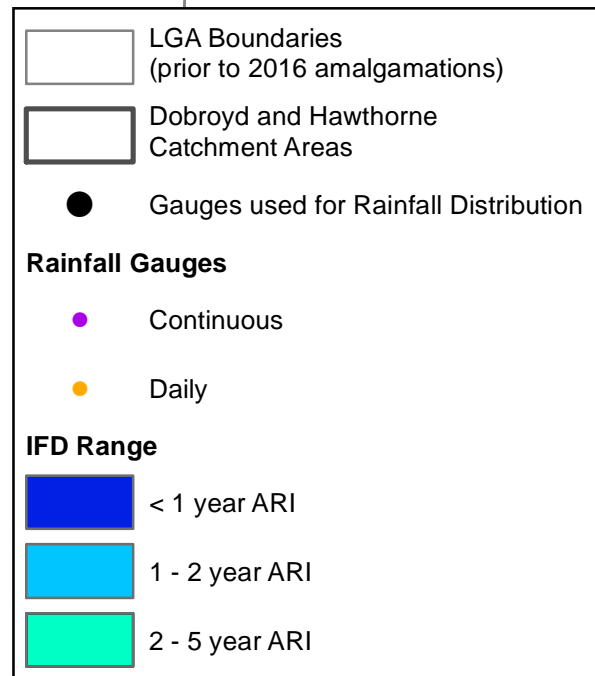 LGA Boundaries
(prior to 2016 amalgamations)
Dobroyd and Hawthorne
Catchment Areas
Gauges used for Rainfall Distribution
Rainfall Gauges
Continuous
Daily
IFD Range
< 1 year ARI
1 - 2 year ARI
2 - 5 year ARI